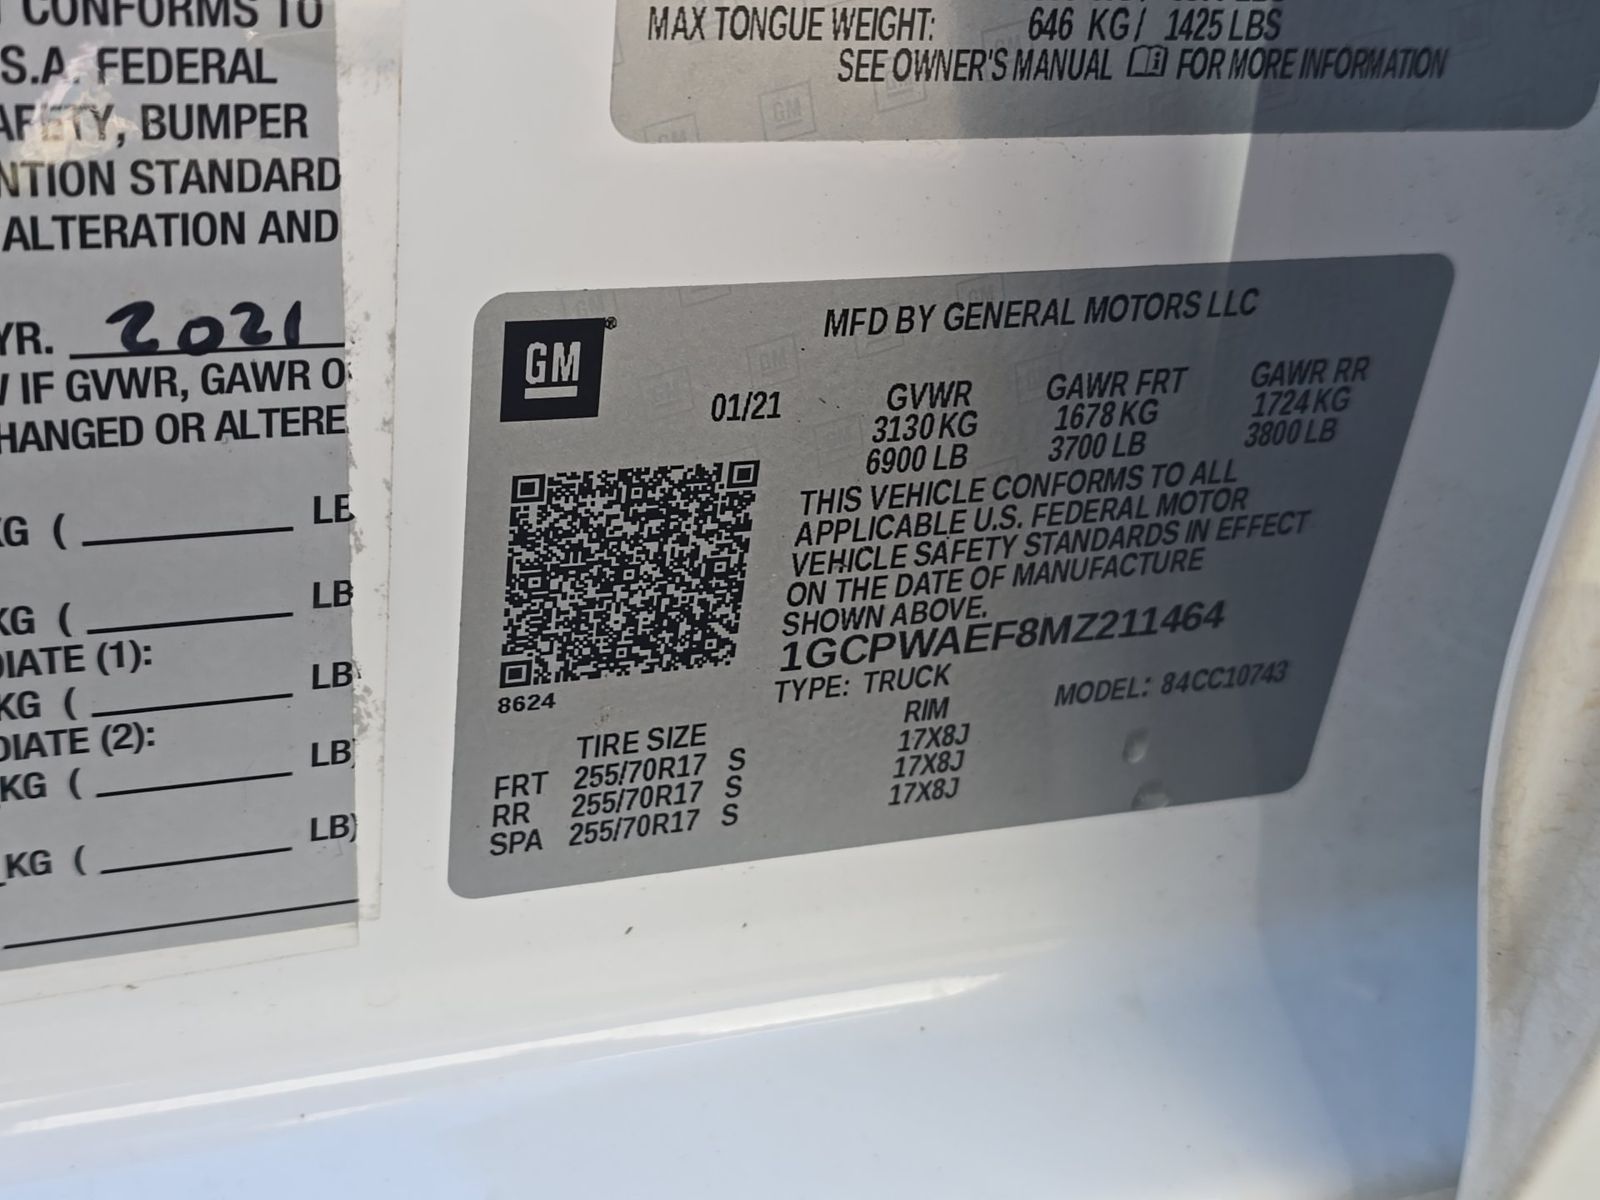 CONFORMS TO
S.A. FEDERAL
AFETY, BUMPER
NTION STANDARD
ALTERATION AND
YR. 2021
IF GVWR, GAWR O
HANGED OR ALTERE
KG ( LB
KG ( LB
DIATE (1):
KG ( LB
DIATE (2):
KG ( LB)
KG ( LB)
MAX TONGUE WEIGHT: 646 KG / 1425 LBS
SEE OWNER'S MANUAL FOR MORE INFORMATION
GM®
MFD BY GENERAL MOTORS LLC
01/21 GVWR GAWR FRT GAWR RR
3130 KG 1678 KG 1724 KG
6900 LB 3700 LB 3800 LB
THIS VEHICLE CONFORMS TO ALL
APPLICABLE U.S. FEDERAL MOTOR
VEHICLE SAFETY STANDARDS IN EFFECT
ON THE DATE OF MANUFACTURE
SHOWN ABOVE.
1GCPWAEF8MZ211464
TYPE: TRUCK MODEL: 84CC10743
8624
TIRE SIZE RIM
FRT 255/70R17 S 17X8J
RR 255/70R17 S 17X8J
SPA 255/70R17 S 17X8J